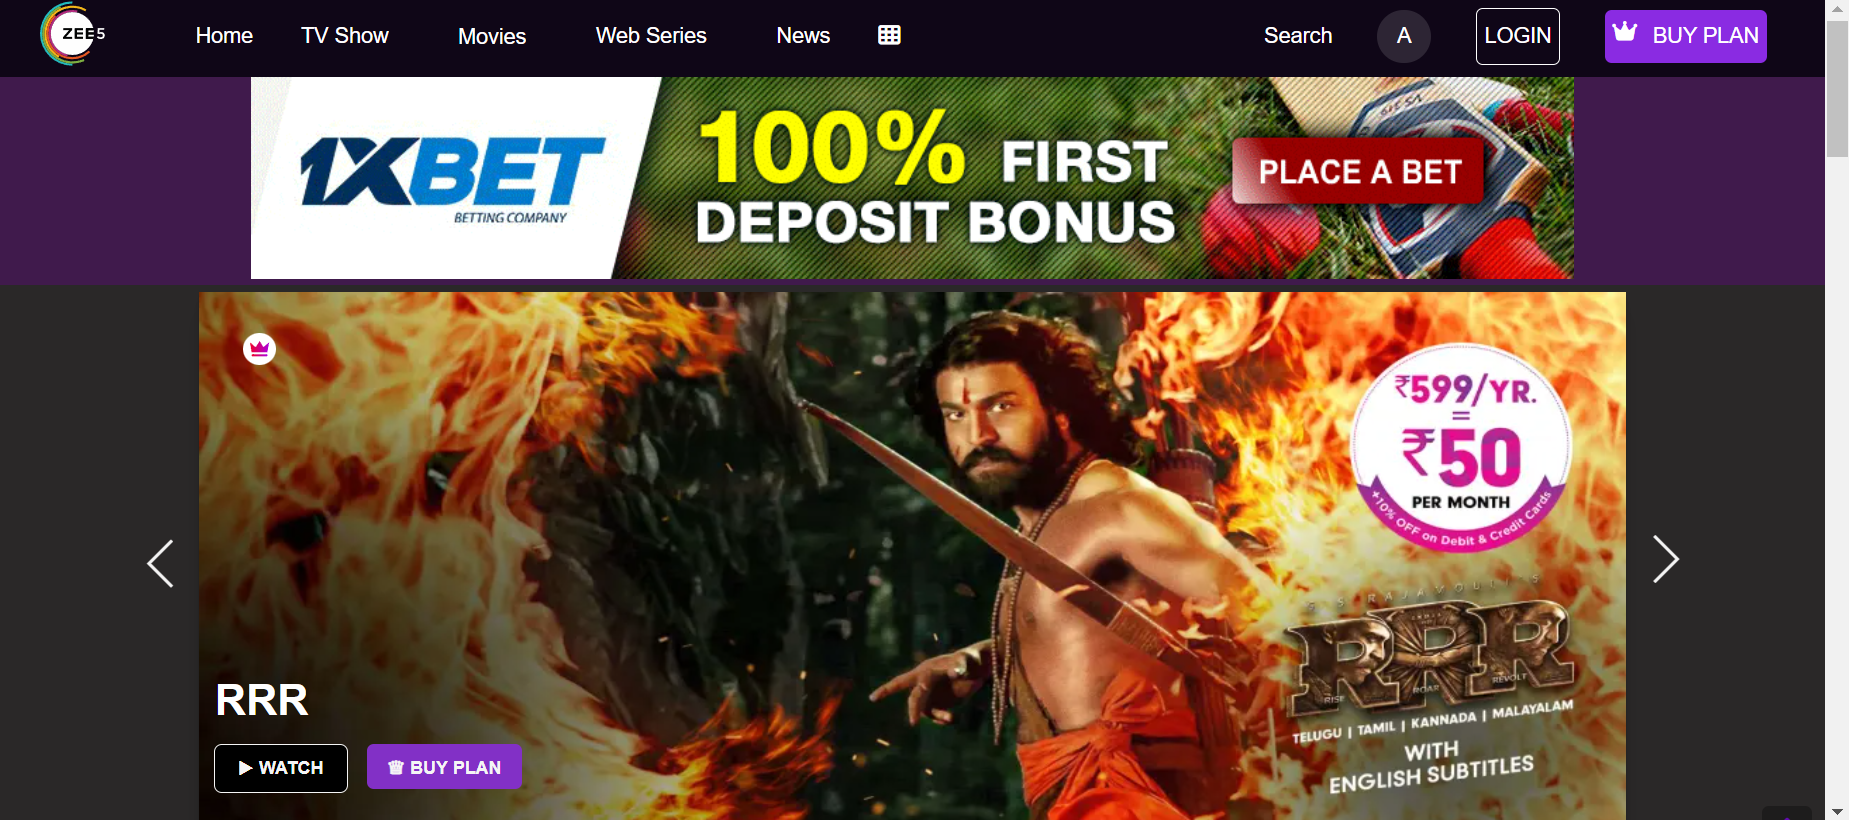 ZEE5
Home
TV Show
Movies
Web Series
News
Search
A
LOGIN
BUY PLAN
1XBET
BETTING COMPANY
100% FIRST
DEPOSIT BONUS
PLACE A BET
₹599/YR.
=
₹50
PER MONTH
+10% OFF on Debit & Credit Cards
S S RAJAMOULI'S
RRR
RISE
ROAR
REVOLT
TELUGU | TAMIL | KANNADA | MALAYALAM
WITH
ENGLISH SUBTITLES
RRR
WATCH
BUY PLAN